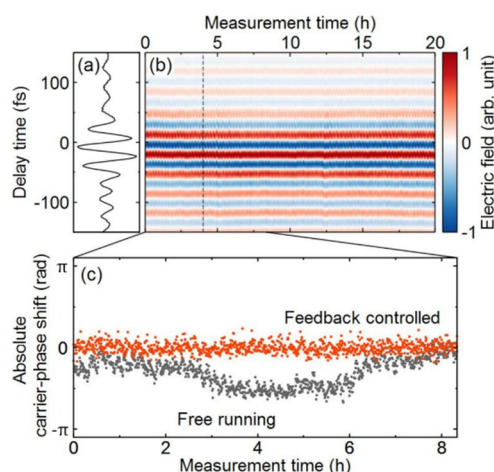 Measurement time (h)
0 5 10 15 20
(a) (b)
100
0
-100
Delay time (fs)
1
0
-1
Electric field (arb. unit)
(c)
π
0
-π
Absolute
carrier-phase shift (rad)
Feedback controlled
Free running
0 2 4 6 8
Measurement time (h)